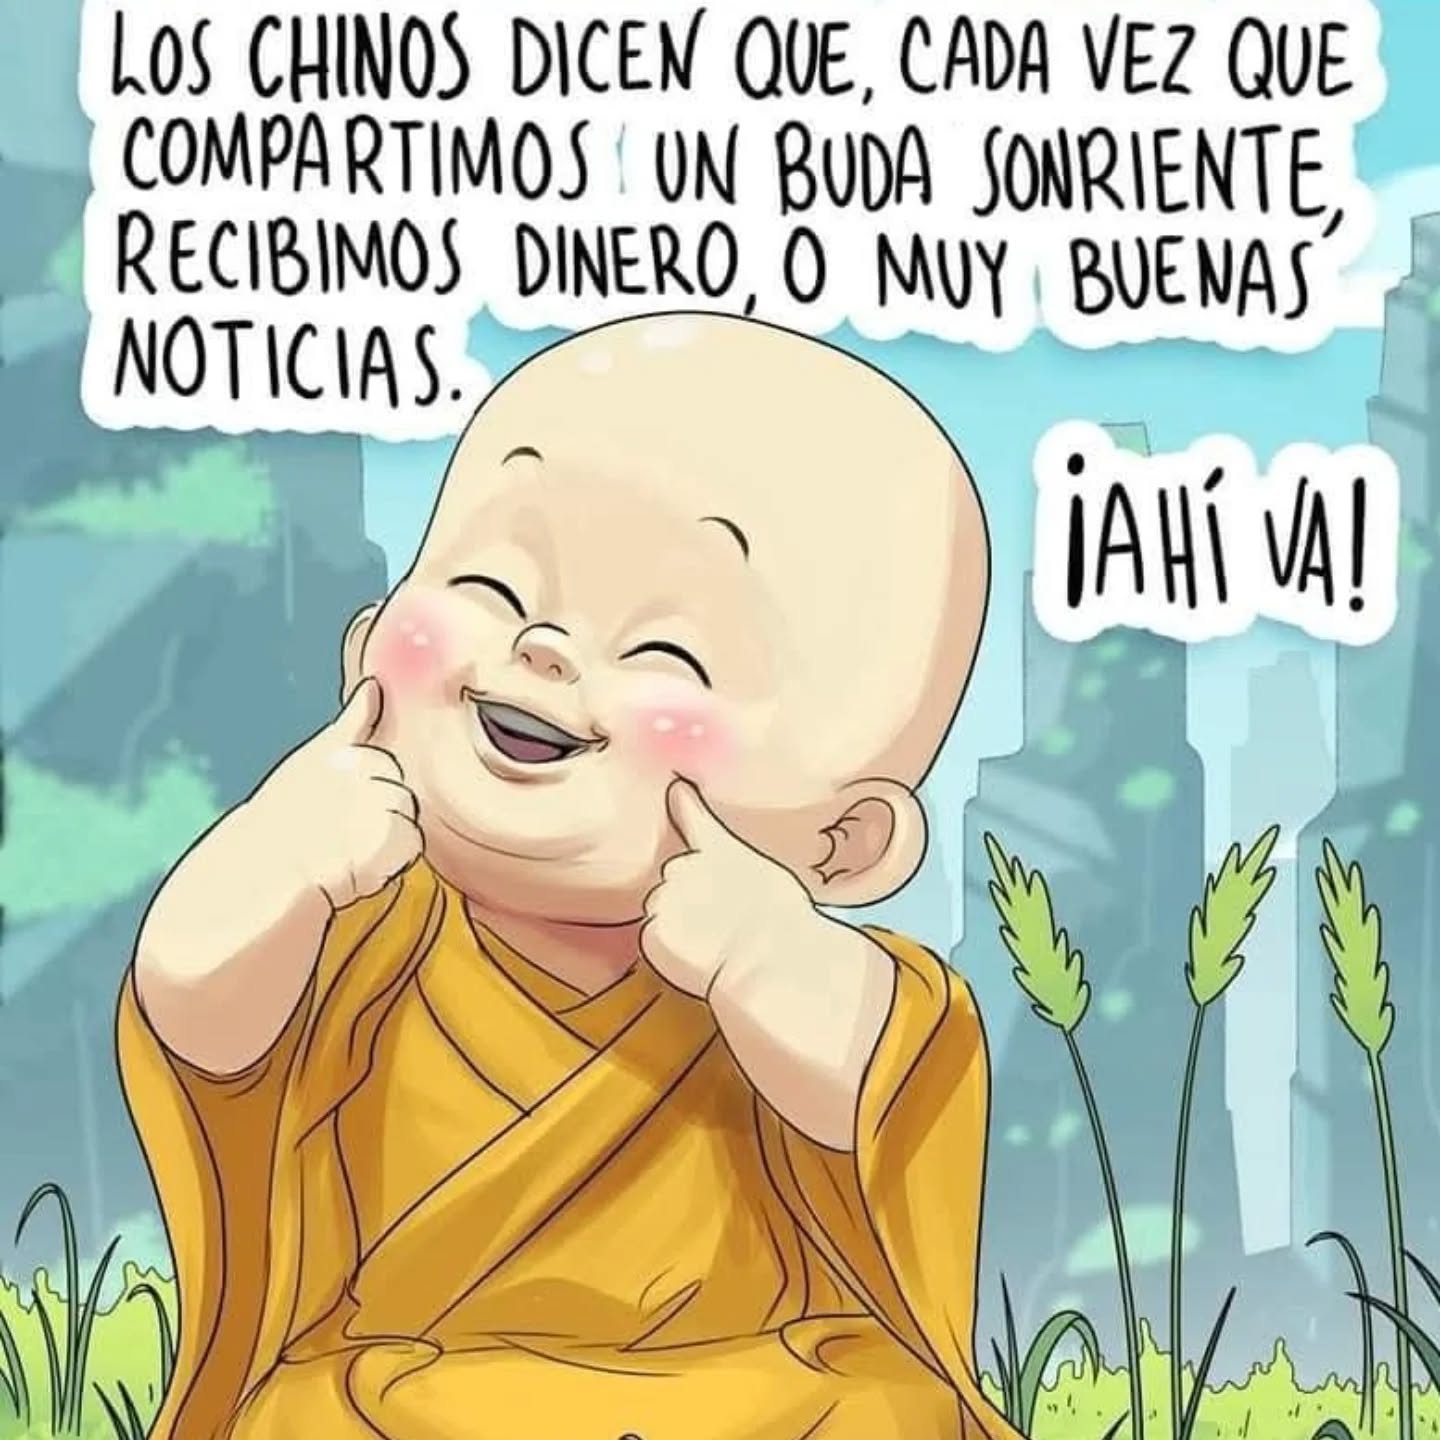 LOS CHINOS DICEN QUE, CADA VEZ QUE
COMPARTIMOS UN BUDA SONRIENTE,
RECIBIMOS DINERO, O MUY BUENAS
NOTICIAS.
¡AHÍ VA!